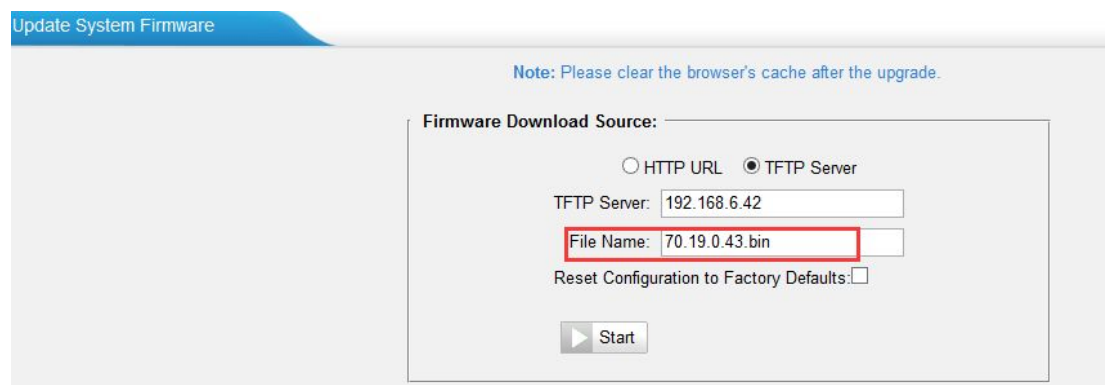 Update System Firmware
Note: Please clear the browser's cache after the upgrade.
Firmware Download Source:
HTTP URL TFTP Server
TFTP Server: 192.168.6.42
File Name: 70.19.0.43.bin
Reset Configuration to Factory Defaults:
Start